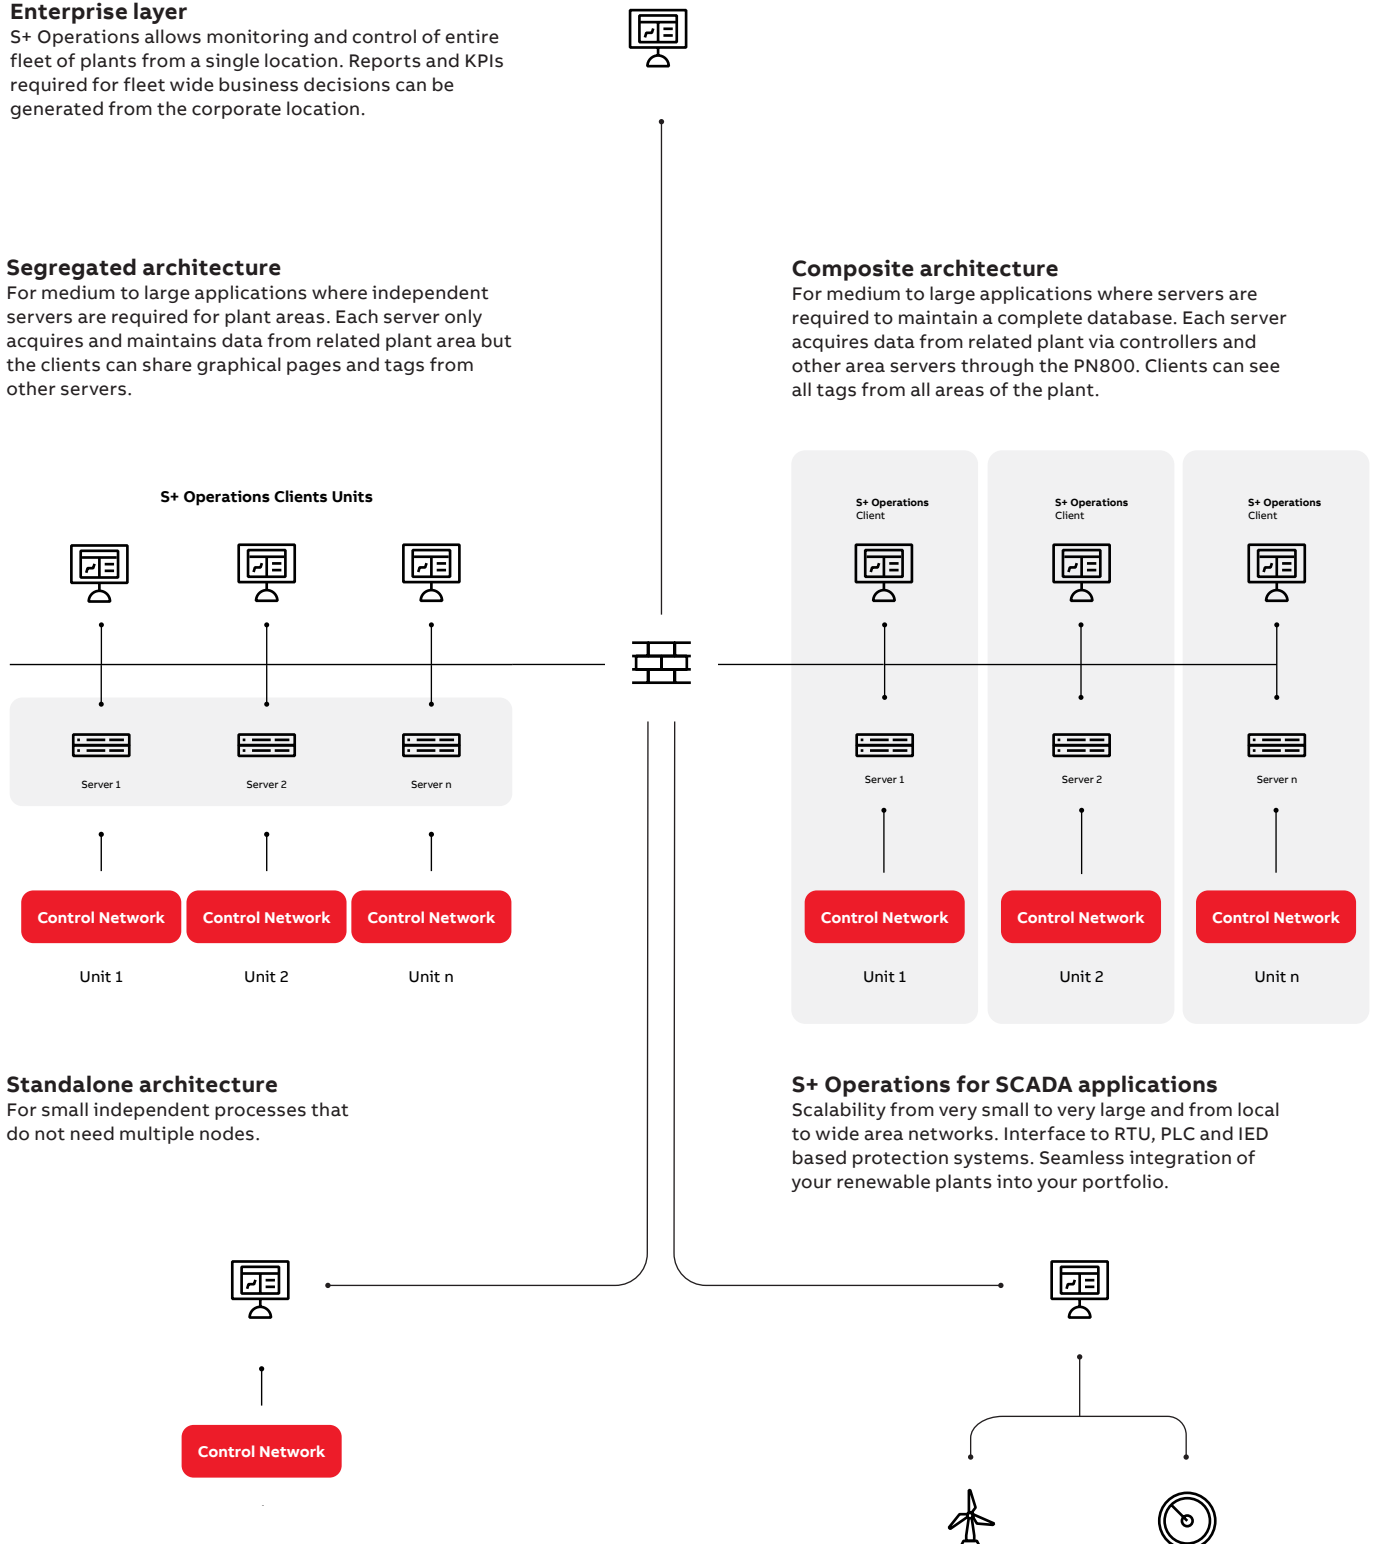 Enterprise layer
S+ Operations allows monitoring and control of entire
fleet of plants from a single location. Reports and KPIs
required for fleet wide business decisions can be
generated from the corporate location.
Segregated architecture
For medium to large applications where independent
servers are required for plant areas. Each server only
acquires and maintains data from related plant area but
the clients can share graphical pages and tags from
other servers.
Composite architecture
For medium to large applications where servers are
required to maintain a complete database. Each server
acquires data from related plant via controllers and
other area servers through the PN800. Clients can see
all tags from all areas of the plant.
S+ Operations Clients Units
Server 1
Server 2
Server n
Control Network
Control Network
Control Network
Unit 1
Unit 2
Unit n
S+ Operations
Client
S+ Operations
Client
S+ Operations
Client
Server 1
Server 2
Server n
Control Network
Control Network
Control Network
Unit 1
Unit 2
Unit n
Standalone architecture
For small independent processes that
do not need multiple nodes.
Control Network
S+ Operations for SCADA applications
Scalability from very small to very large and from local
to wide area networks. Interface to RTU, PLC and IED
based protection systems. Seamless integration of
your renewable plants into your portfolio.